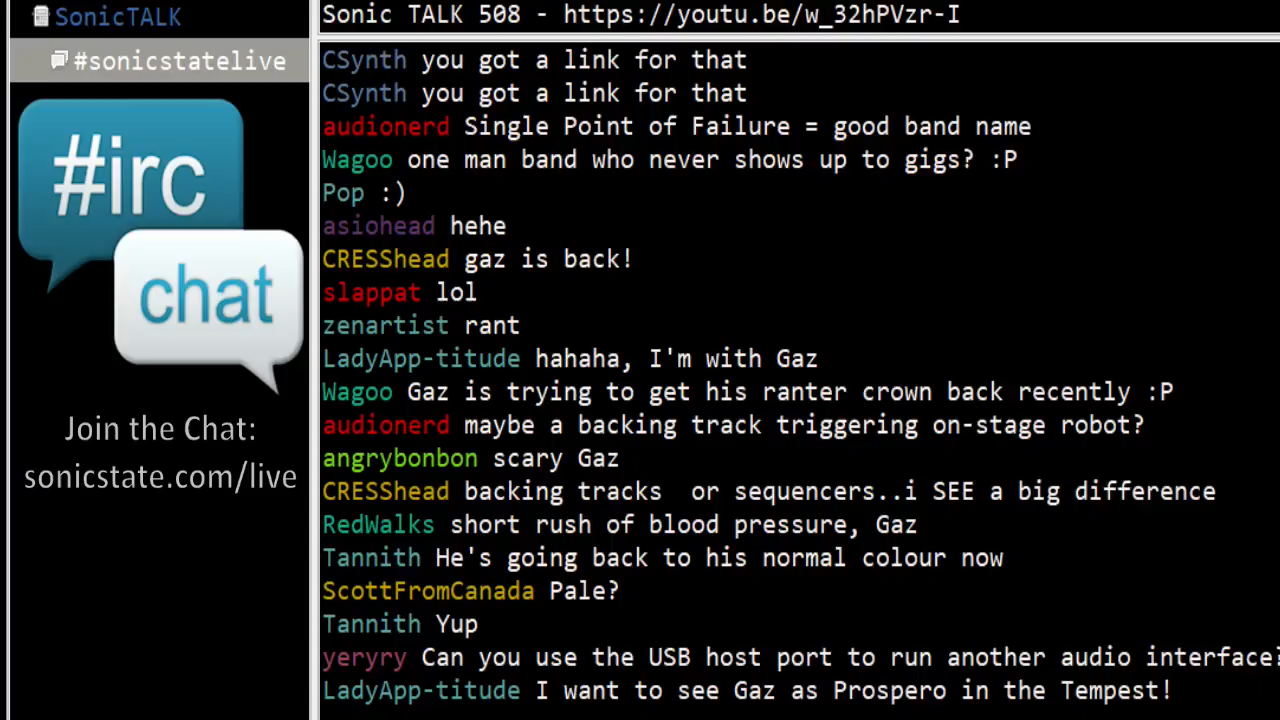 SonicTALK
#sonicstatelive
#irc
chat
Join the Chat:
sonicstate.com/live
Sonic TALK 508 - https://youtu.be/w_32hPVzr-I
CSynth you got a link for that
CSynth you got a link for that
audionerd Single Point of Failure = good band name
Wagoo one man band who never shows up to gigs? :P
Pop :)
asiohead hehe
CRESShead gaz is back!
slappat lol
zenartist rant
LadyApp-titude hahaha, I'm with Gaz
Wagoo Gaz is trying to get his ranter crown back recently :P
audionerd maybe a backing track triggering on-stage robot?
angrybonbon scary Gaz
CRESShead backing tracks  or sequencers..i SEE a big difference
RedWalks short rush of blood pressure, Gaz
Tannith He's going back to his normal colour now
ScottFromCanada Pale?
Tannith Yup
yeryry Can you use the USB host port to run another audio interface?
LadyApp-titude I want to see Gaz as Prospero in the Tempest!